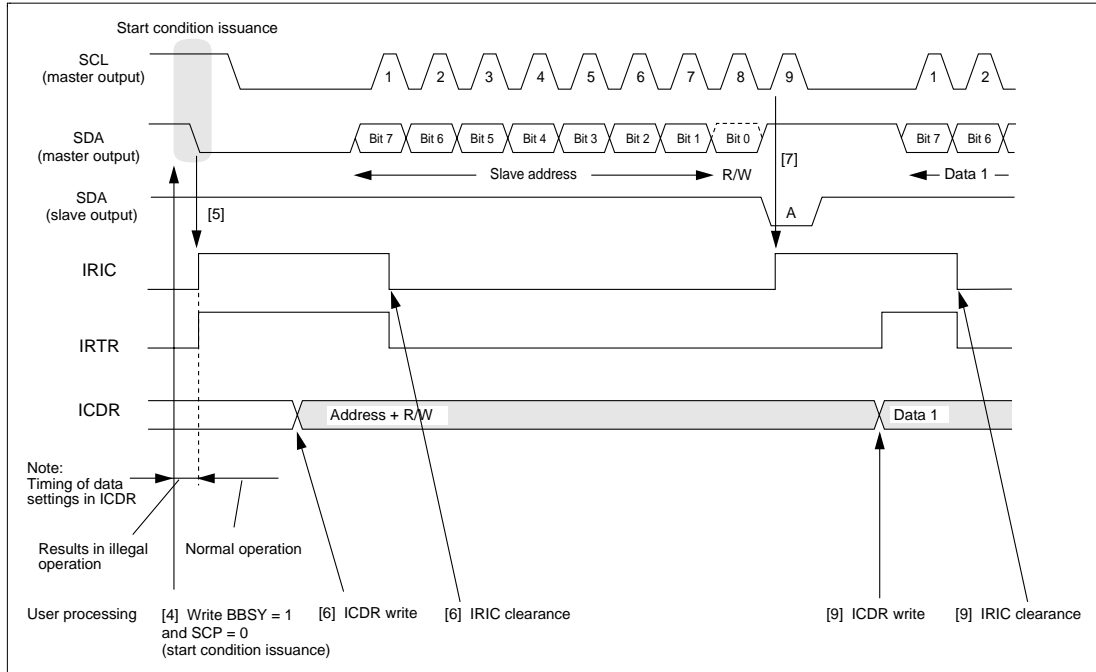 Start condition issuance
SCL
(master output)
1 2 3 4 5 6 7 8 9 1 2
SDA
(master output)
Bit 7 Bit 6 Bit 5 Bit 4 Bit 3 Bit 2 Bit 1 Bit 0 Bit 7 Bit 6
Slave address R/W [7] Data 1
SDA
(slave output)
[5] A
IRIC
IRTR
ICDR Address + R/W Data 1
Note:
Timing of data
settings in ICDR
Results in illegal
operation
Normal operation
User processing
[4] Write BBSY = 1
and SCP = 0
(start condition issuance)
[6] ICDR write
[6] IRIC clearance
[9] ICDR write
[9] IRIC clearance